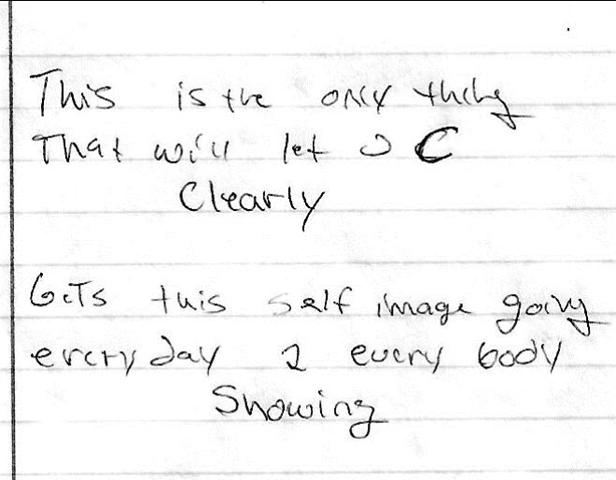 This is the only thing
That will let C
Clearly
Gets this self image going
every day 2 every body
Showing